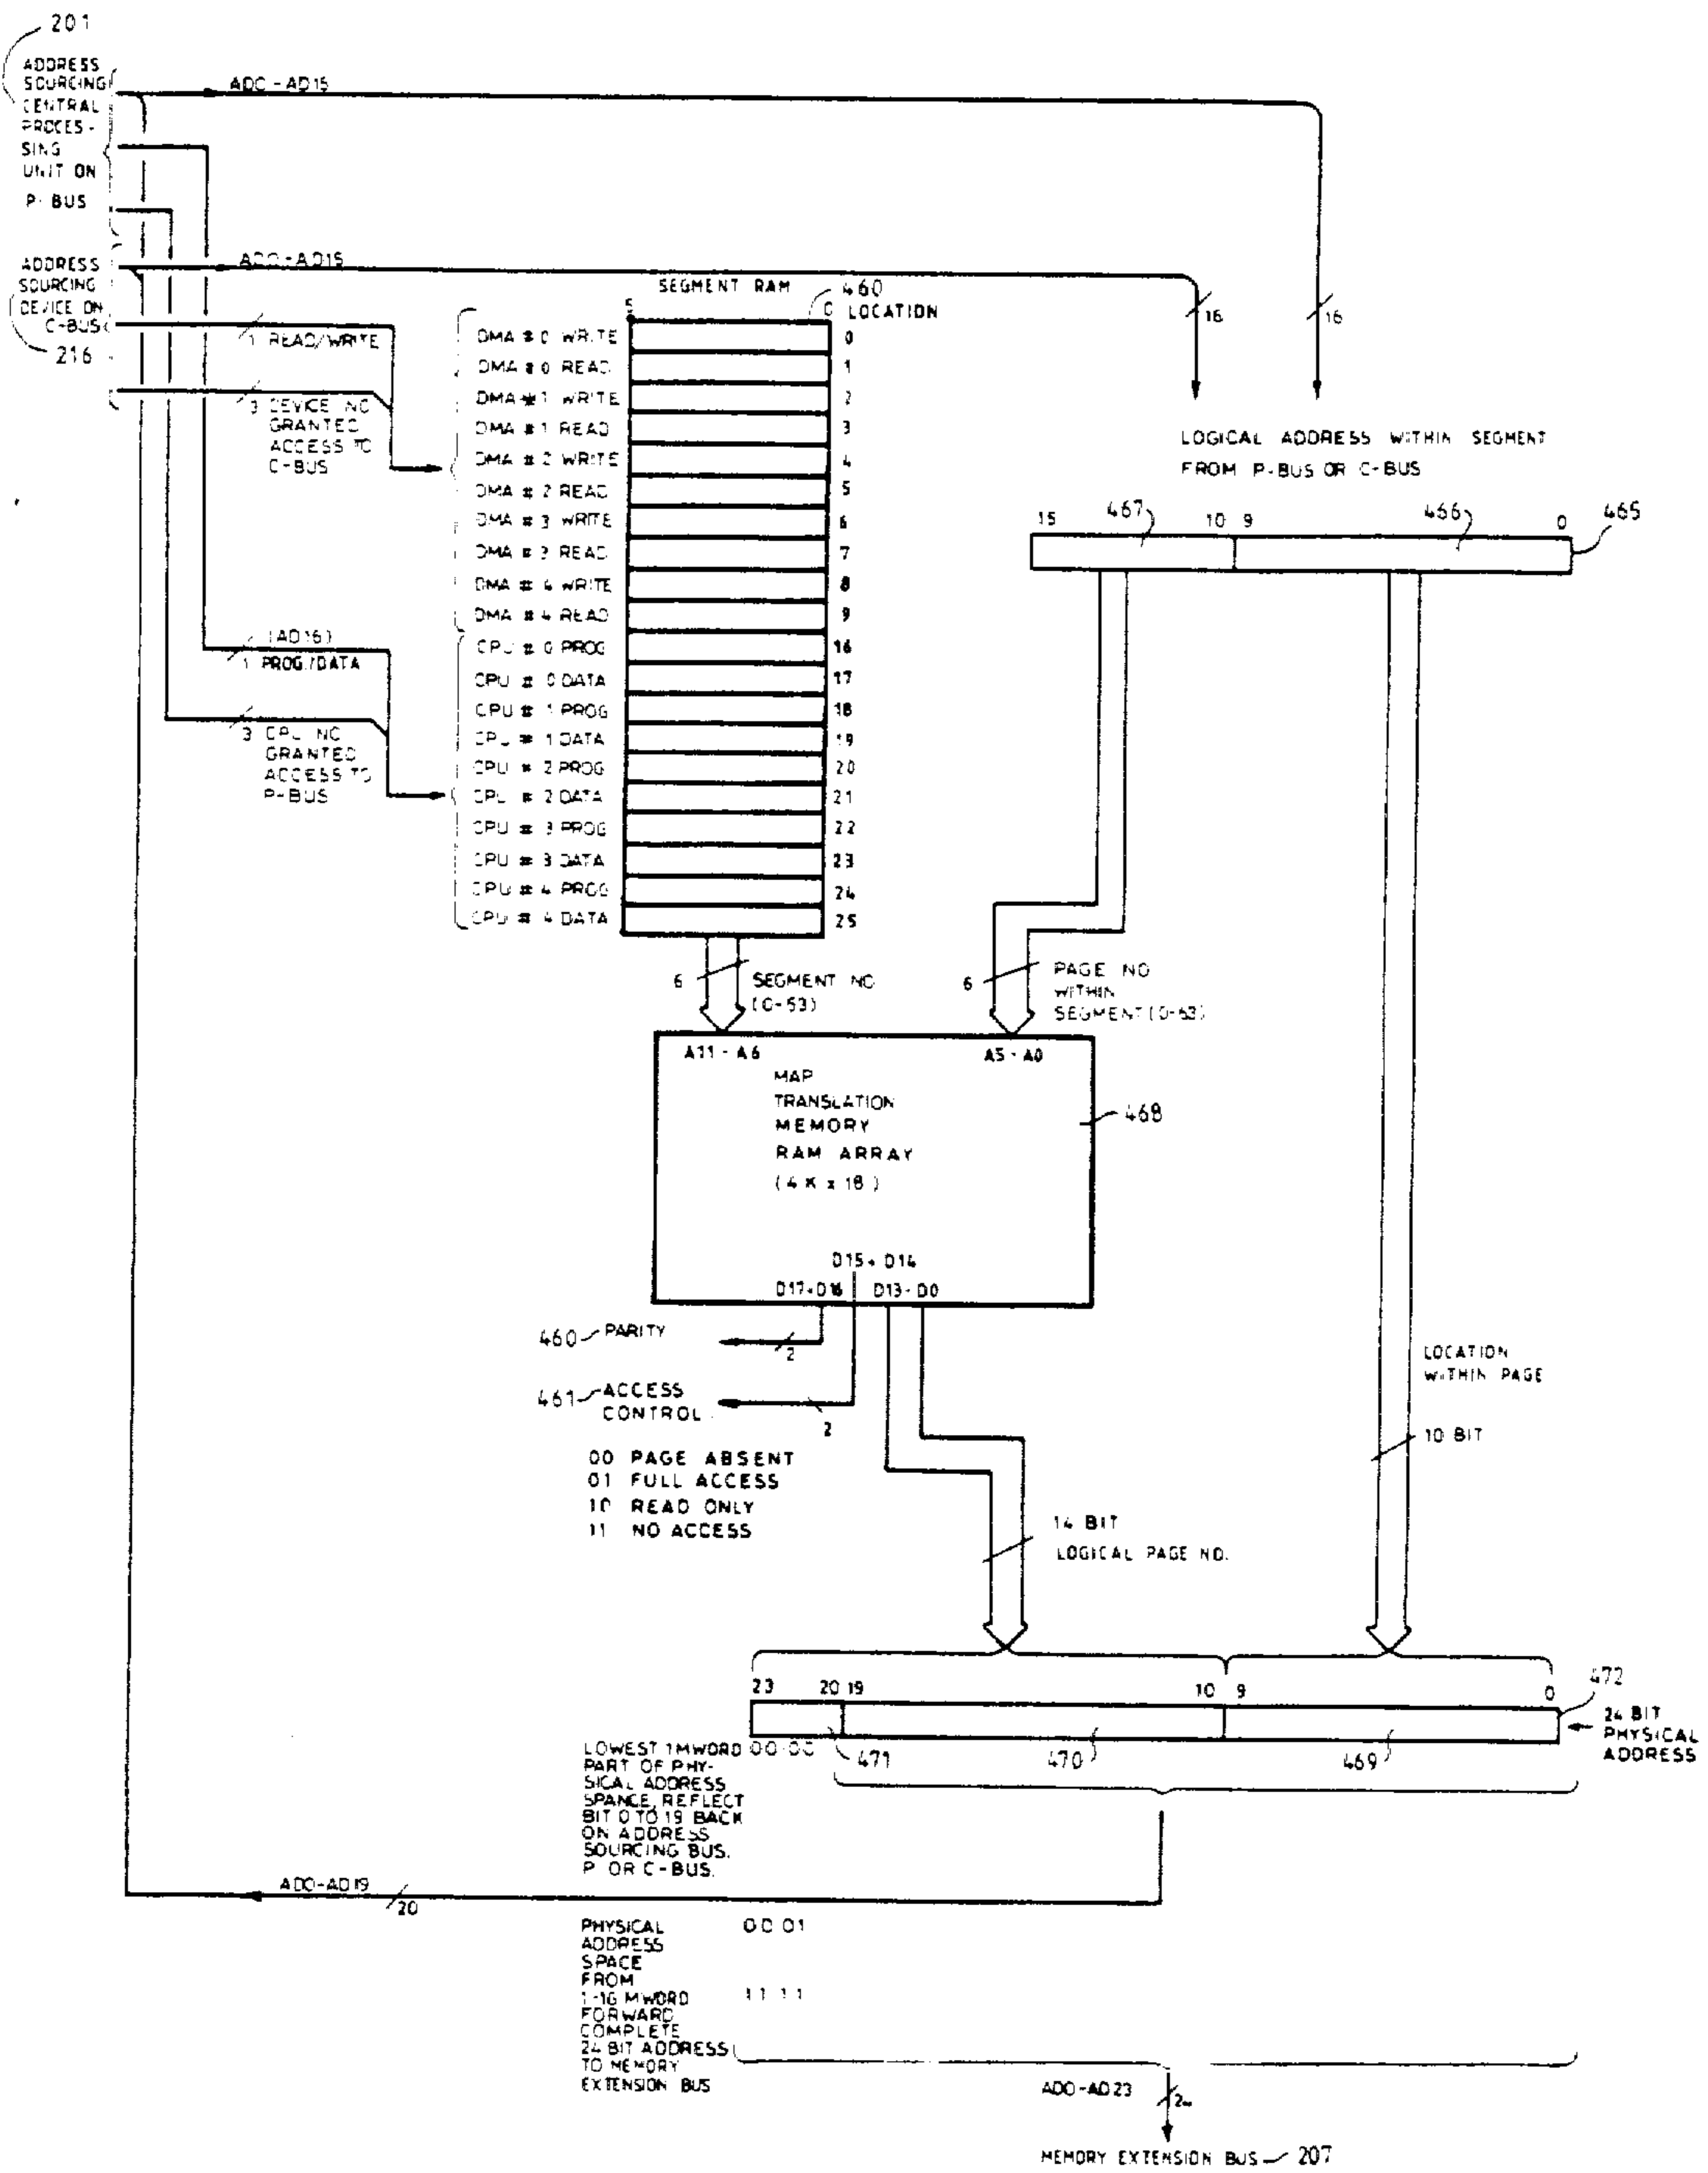 201
ADDRESS
SOURCING
CENTRAL
PROCES-
SING
UNIT ON
P-BUS
AD0-AD15
ADDRESS
SOURCING
DEVICE ON
C-BUS
216
AD0-AD15
1 READ/WRITE
3 DEVICE NO
GRANTED
ACCESS TO
C-BUS
(AD16)
1 PROG/DATA
3 CPU NO
GRANTED
ACCESS TO
P-BUS
SEGMENT RAM
460
5 0 LOCATION
DMA # 0 WRITE 0
DMA # 0 READ 1
DMA # 1 WRITE 2
DMA # 1 READ 3
DMA # 2 WRITE 4
DMA # 2 READ 5
DMA # 3 WRITE 6
DMA # 3 READ 7
DMA # 4 WRITE 8
DMA # 4 READ 9
CPU # 0 PROG 16
CPU # 0 DATA 17
CPU # 1 PROG 18
CPU # 1 DATA 19
CPU # 2 PROG 20
CPU # 2 DATA 21
CPU # 3 PROG 22
CPU # 3 DATA 23
CPU # 4 PROG 24
CPU # 4 DATA 25
16 16
LOGICAL ADDRESS WITHIN SEGMENT
FROM P-BUS OR C-BUS
15 467 10 9 466 0 465
6 SEGMENT NO
(0-63)
6 PAGE NO
WITHIN
SEGMENT (0-63)
A11-A6 A5-A0
MAP
TRANSLATION
MEMORY
RAM ARRAY
(4K x 18)
468
D15+D14
D17+D16 D13-D0
460 PARITY
2
461 ACCESS
CONTROL
2
00 PAGE ABSENT
01 FULL ACCESS
10 READ ONLY
11 NO ACCESS
LOCATION
WITHIN PAGE
10 BIT
14 BIT
LOGICAL PAGE NO.
23 20 19 10 9 0 472
24 BIT
PHYSICAL
ADDRESS
471 470 469
LOWEST 1MWORD 00 00
PART OF PHY-
SICAL ADDRESS
SPANCE, REFLECT
BIT 0 TO 19 BACK
ON ADDRESS
SOURCING BUS.
P OR C-BUS.
AD0-AD19
20
PHYSICAL 00 01
ADDRESS
SPACE
FROM
1-16 MWORD 11 11
FORWARD
COMPLETE
24 BIT ADDRESS
TO MEMORY
EXTENSION BUS
AD0-AD23
24
MEMORY EXTENSION BUS 207